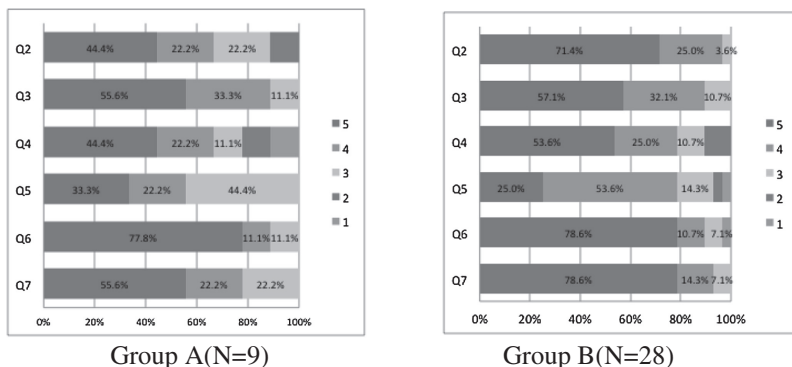 Q2 44.4% 22.2% 22.2%
Q3 55.6% 33.3% 11.1%
Q4 44.4% 22.2% 11.1%
Q5 33.3% 22.2% 44.4%
Q6 77.8% 11.1% 11.1%
Q7 55.6% 22.2% 22.2%
0% 20% 40% 60% 80% 100%
5
4
3
2
1
Group A(N=9)
Q2 71.4% 25.0% 3.6%
Q3 57.1% 32.1% 10.7%
Q4 53.6% 25.0% 10.7%
Q5 25.0% 53.6% 14.3%
Q6 78.6% 10.7% 7.1%
Q7 78.6% 14.3% 7.1%
0% 20% 40% 60% 80% 100%
5
4
3
2
1
Group B(N=28)